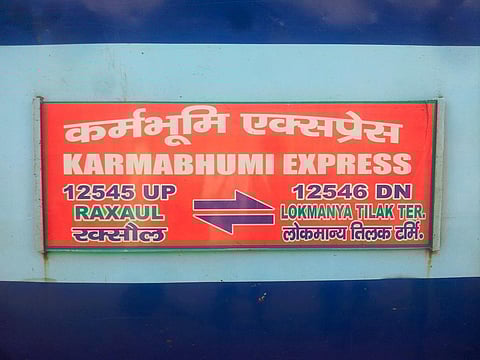 कर्मभूमि एक्सप्रेस
KARMABHUMI EXPRESS
12545 UP 12546 DN
RAXAUL LOKMANYA TILAK TER.
रक्सौल लोकमान्य तिलक टर्मि.